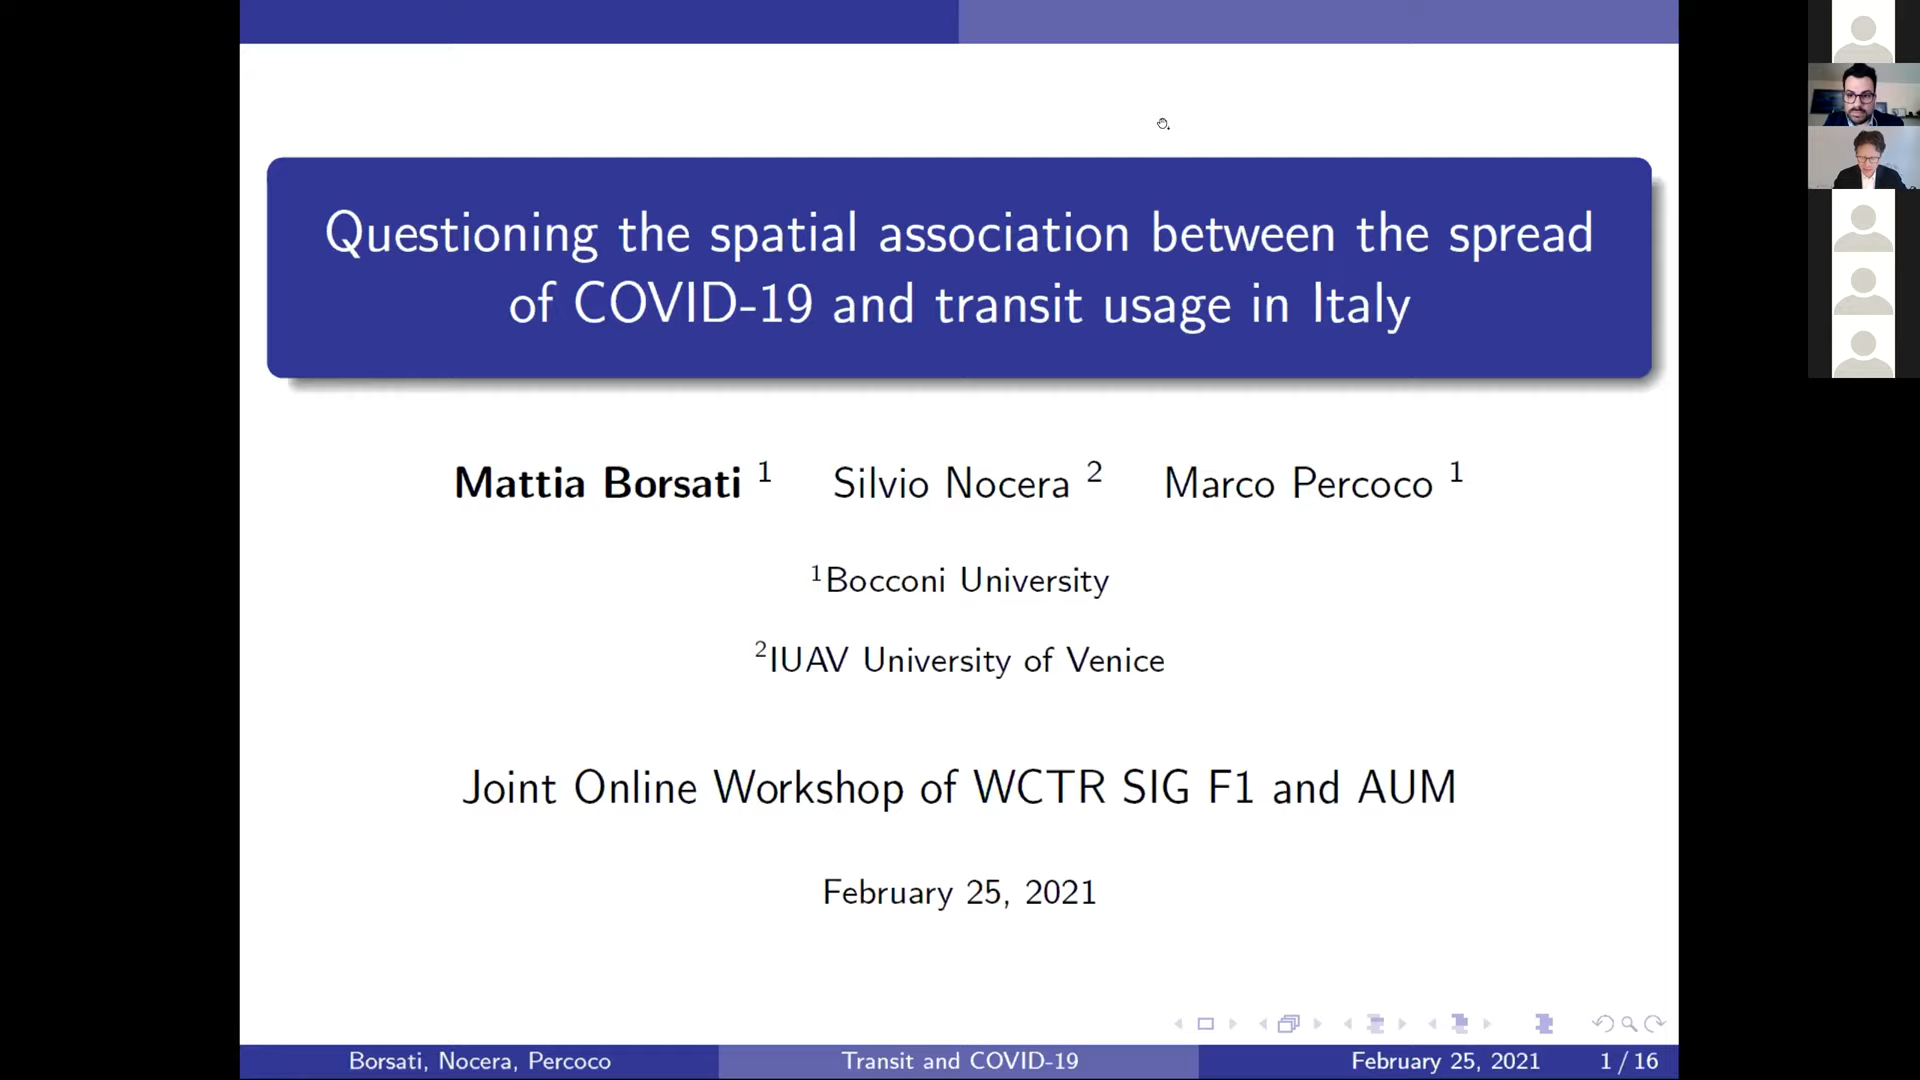 Questioning the spatial association between the spread
of COVID-19 and transit usage in Italy
Mattia Borsati 1 Silvio Nocera 2 Marco Percoco 1
1Bocconi University
2IUAV University of Venice
Joint Online Workshop of WCTR SIG F1 and AUM
February 25, 2021
Borsati, Nocera, Percoco Transit and COVID-19 February 25, 2021 1 / 16